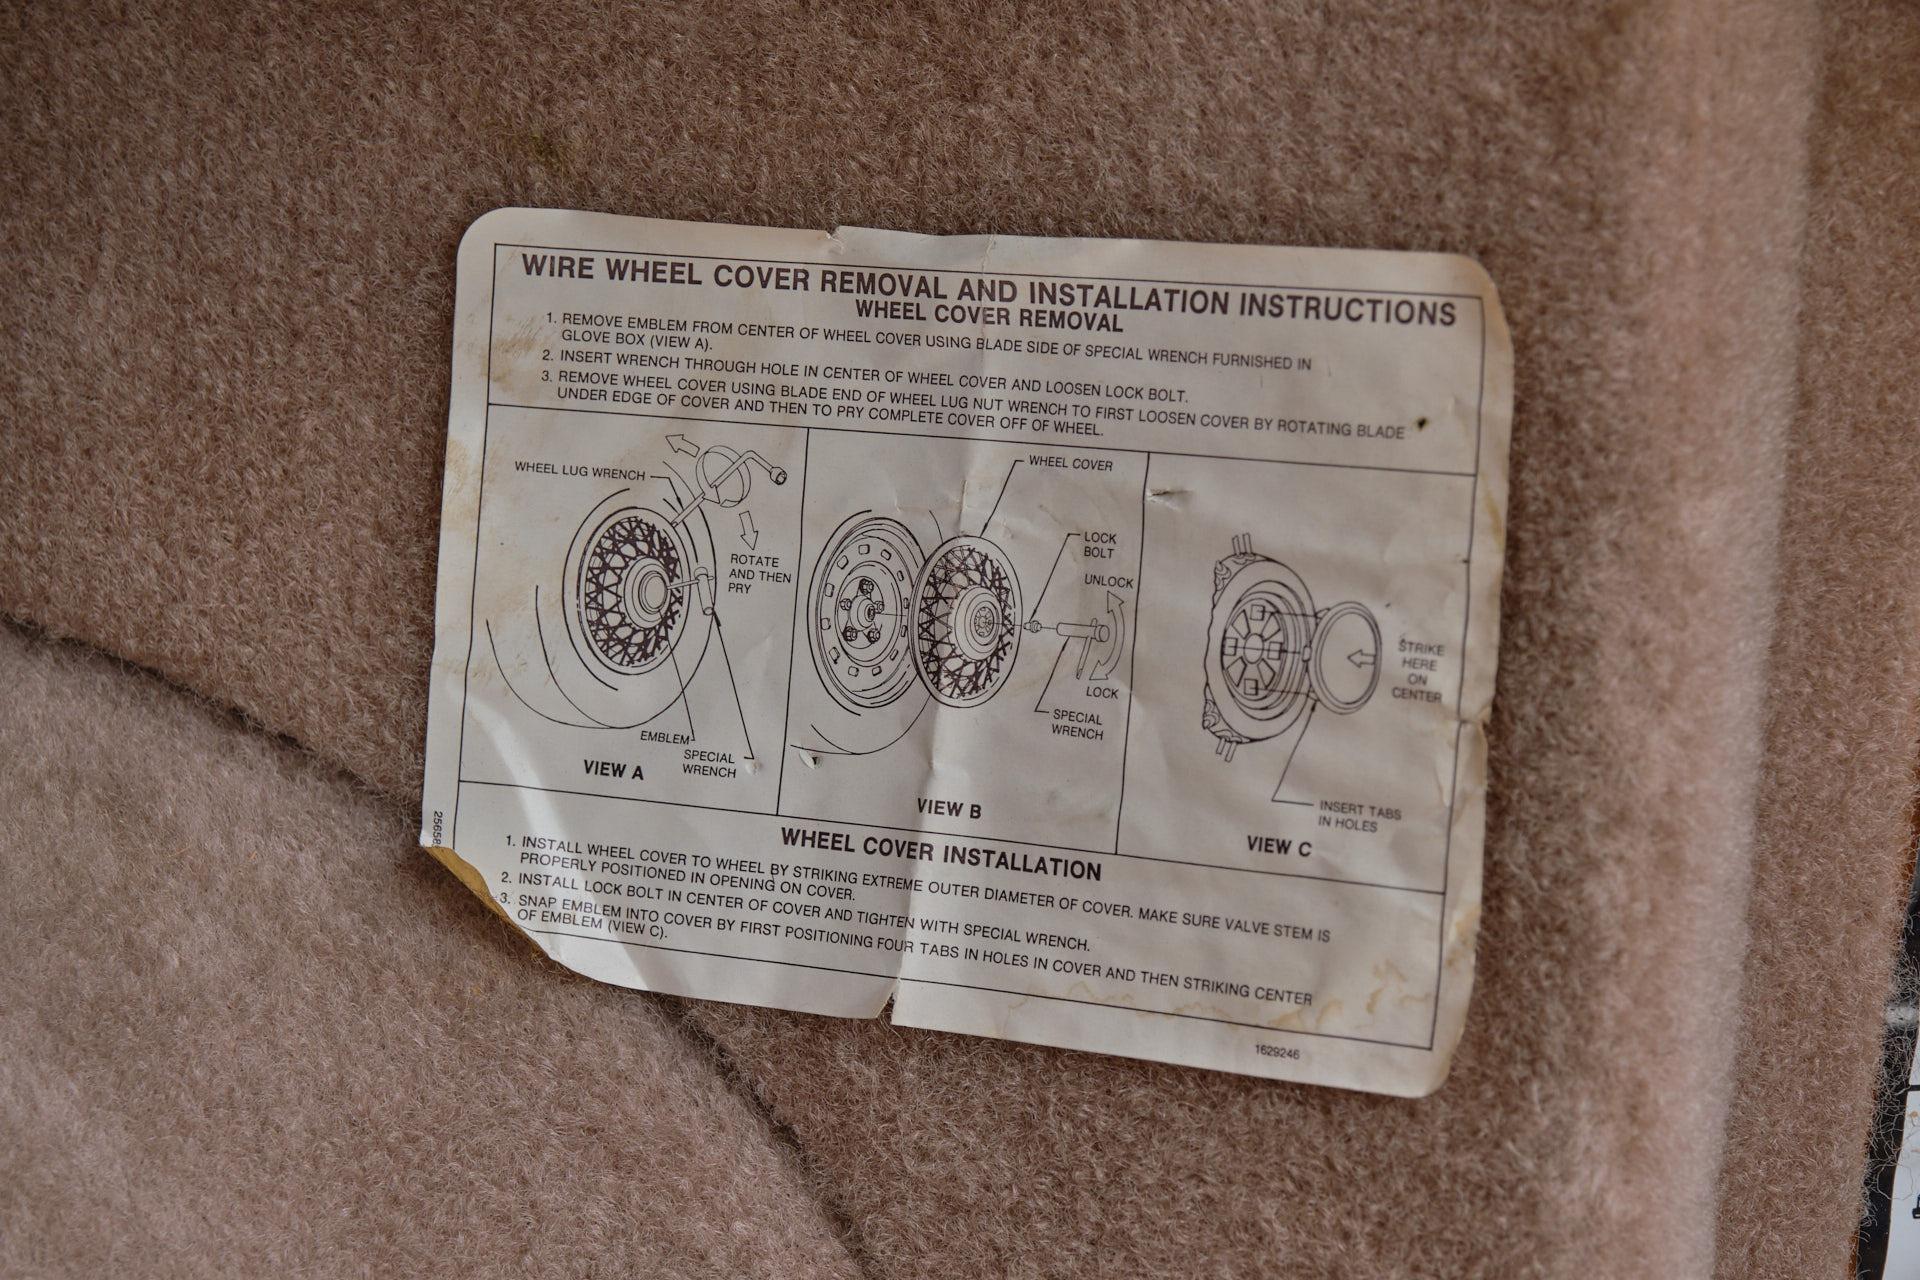 WIRE WHEEL COVER REMOVAL AND INSTALLATION INSTRUCTIONS
WHEEL COVER REMOVAL
1. REMOVE EMBLEM FROM CENTER OF WHEEL COVER USING BLADE SIDE OF SPECIAL WRENCH FURNISHED IN
GLOVE BOX (VIEW A).
2. INSERT WRENCH THROUGH HOLE IN CENTER OF WHEEL COVER AND LOOSEN LOCK BOLT.
3. REMOVE WHEEL COVER USING BLADE END OF WHEEL LUG NUT WRENCH TO FIRST LOOSEN COVER BY ROTATING BLADE
UNDER EDGE OF COVER AND THEN TO PRY COMPLETE COVER OFF OF WHEEL.
WHEEL LUG WRENCH
ROTATE
AND THEN
PRY
EMBLEM
SPECIAL
WRENCH
VIEW A
WHEEL COVER
LOCK
BOLT
UNLOCK
LOCK
SPECIAL
WRENCH
VIEW B
STRIKE
HERE
ON
CENTER
INSERT TABS
IN HOLES
VIEW C
WHEEL COVER INSTALLATION
1. INSTALL WHEEL COVER TO WHEEL BY STRIKING EXTREME OUTER DIAMETER OF COVER. MAKE SURE VALVE STEM IS
PROPERLY POSITIONED IN OPENING ON COVER.
2. INSTALL LOCK BOLT IN CENTER OF COVER AND TIGHTEN WITH SPECIAL WRENCH.
3. SNAP EMBLEM INTO COVER BY FIRST POSITIONING FOUR TABS IN HOLES IN COVER AND THEN STRIKING CENTER
OF EMBLEM (VIEW C).
1629246